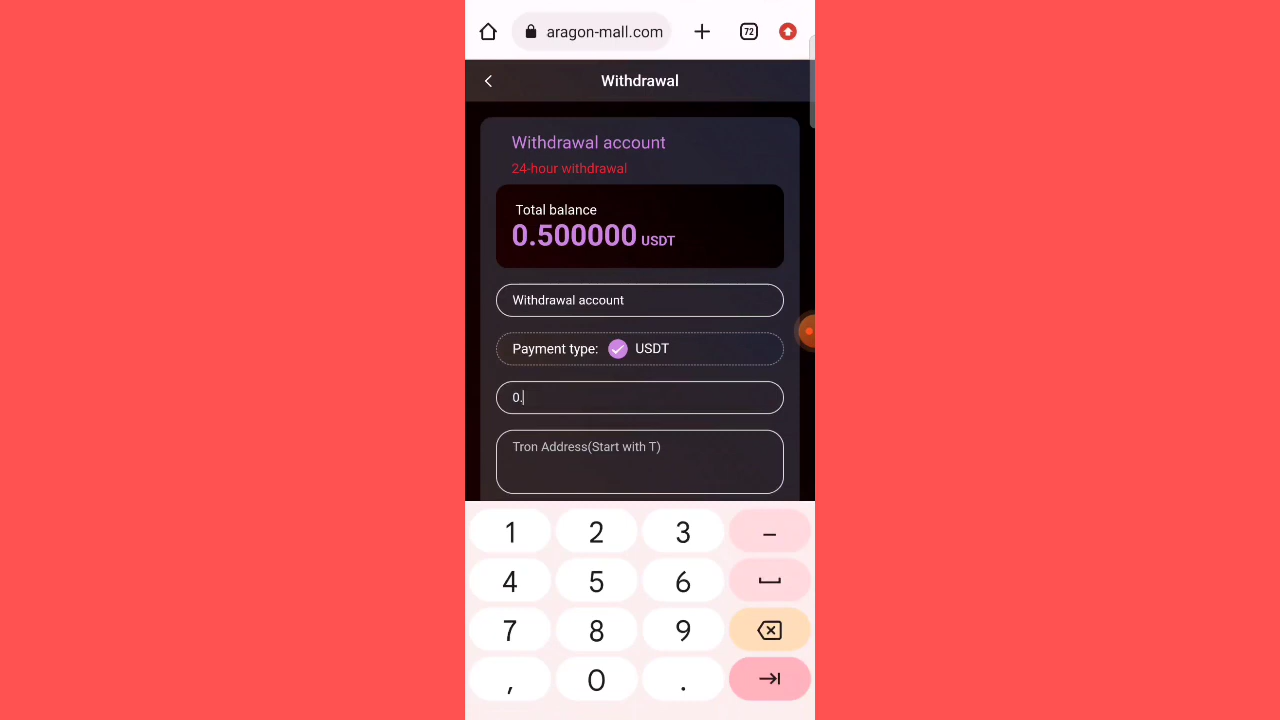 aragon-mall.com
72
Withdrawal
Withdrawal account
24-hour withdrawal
Total balance
0.500000 USDT
Withdrawal account
Payment type: USDT
0.
Tron Address(Start with T)
1 2 3 –
4 5 6
7 8 9
, 0 .